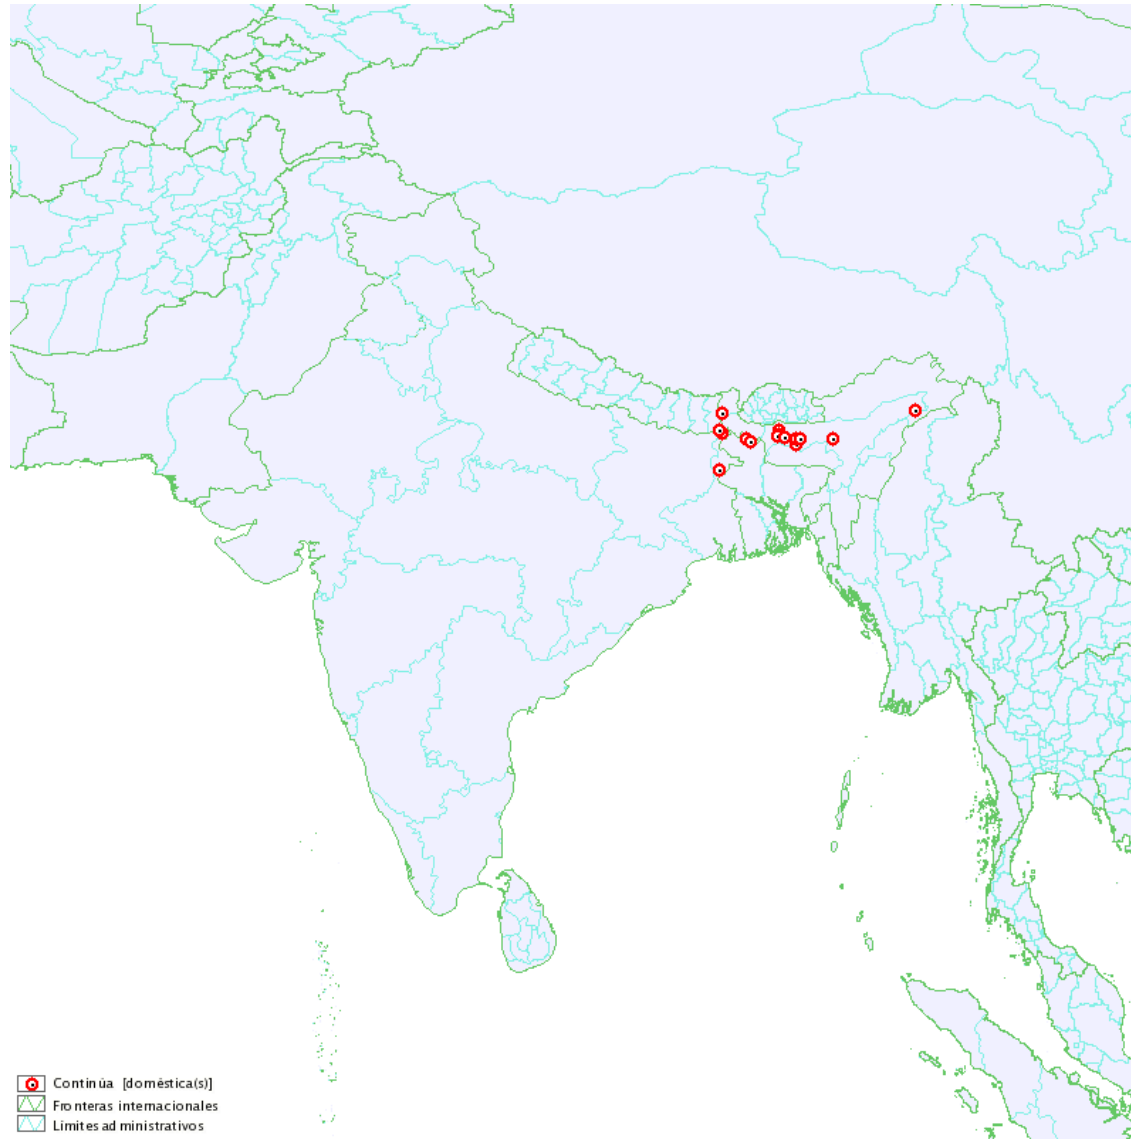 Continúa [doméstica(s)]
Fronteras internacionales
Límites administrativos